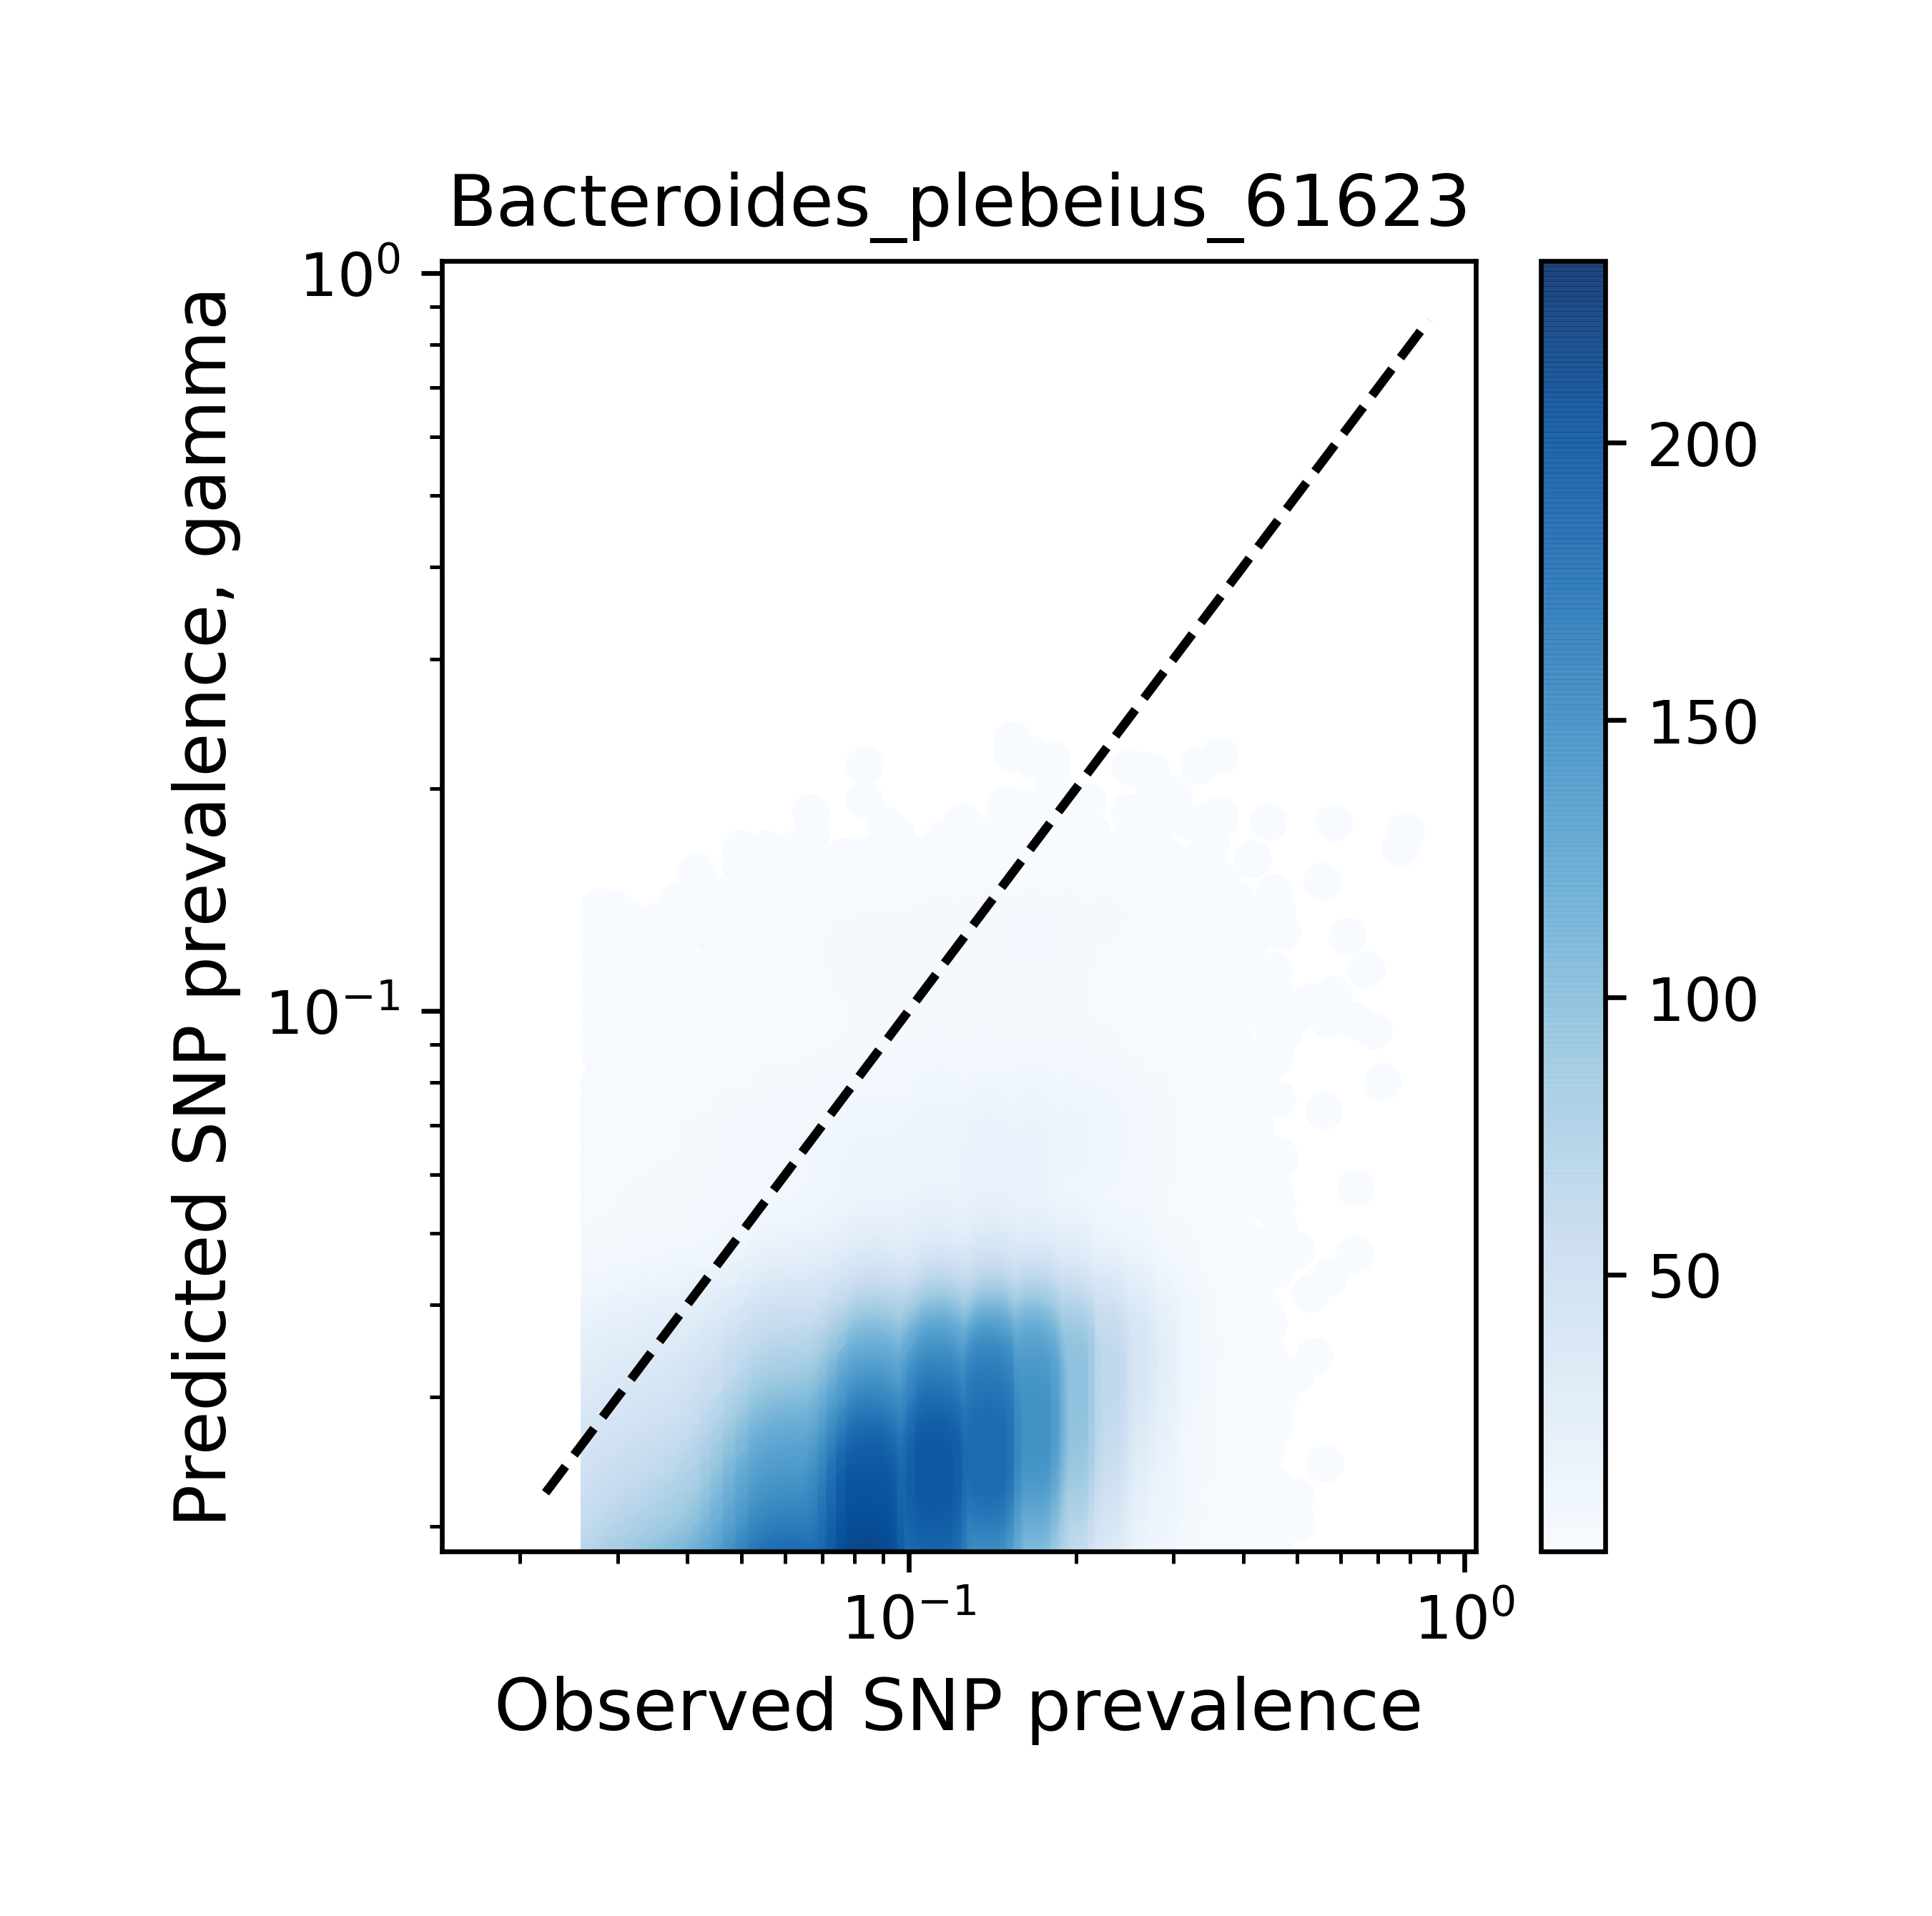 Bacteroides_plebeius_61623
Predicted SNP prevalence, gamma
10⁰
10⁻¹
200
150
100
50
10⁻¹
10⁰
Observed SNP prevalence